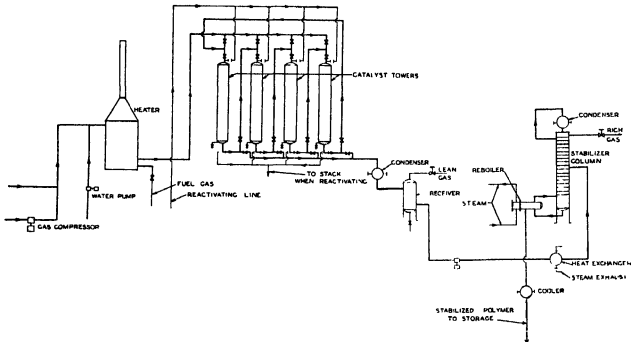 CATALYST TOWERS
HEATER
CONDENSER
RICH
GAS
STABILIZER
COLUMN
CONDENSER
LEAN
GAS
REBOILER
TO STACK
WHEN REACTIVATING
RECEIVER
STEAM
FUEL GAS
REACTIVATING LINE
WATER PUMP
GAS COMPRESSOR
HEAT EXCHANGER
STEAM EXHAUST
COOLER
STABILIZED POLYMER
TO STORAGE